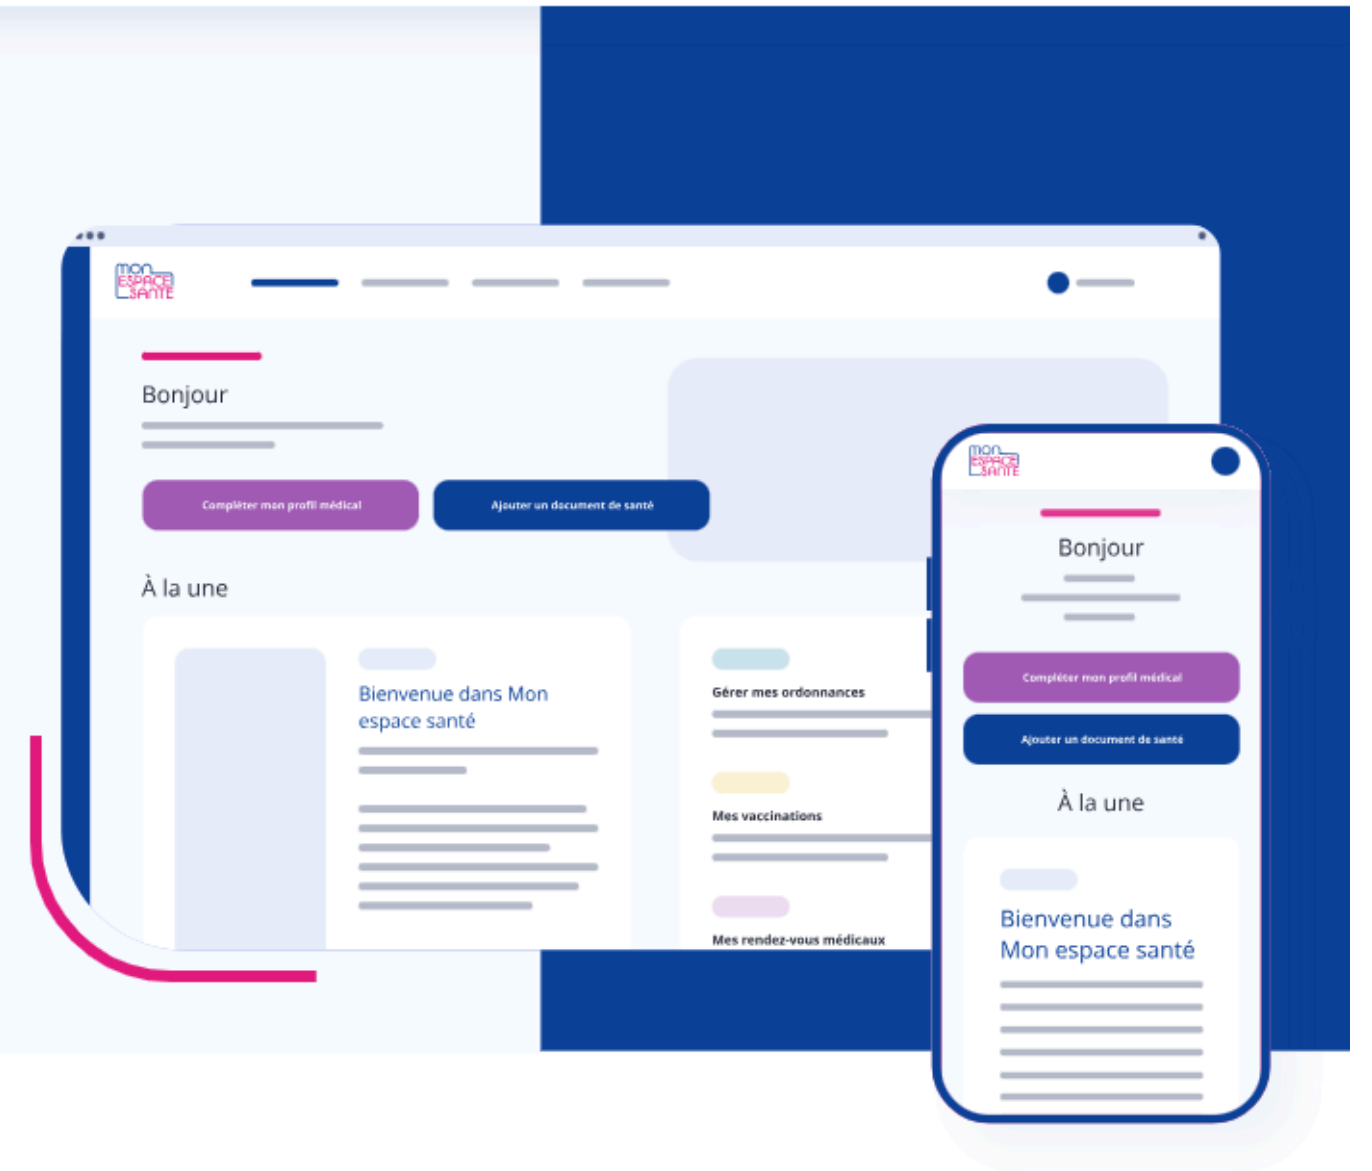 mon
ESPACE
SANTÉ
Bonjour
Compléter mon profil médical
Ajouter un document de santé
À la une
Bienvenue dans Mon
espace santé
Gérer mes ordonnances
Mes vaccinations
Mes rendez-vous médicaux
mon
ESPACE
SANTÉ
Bonjour
Compléter mon profil médical
Ajouter un document de santé
À la une
Bienvenue dans
Mon espace santé